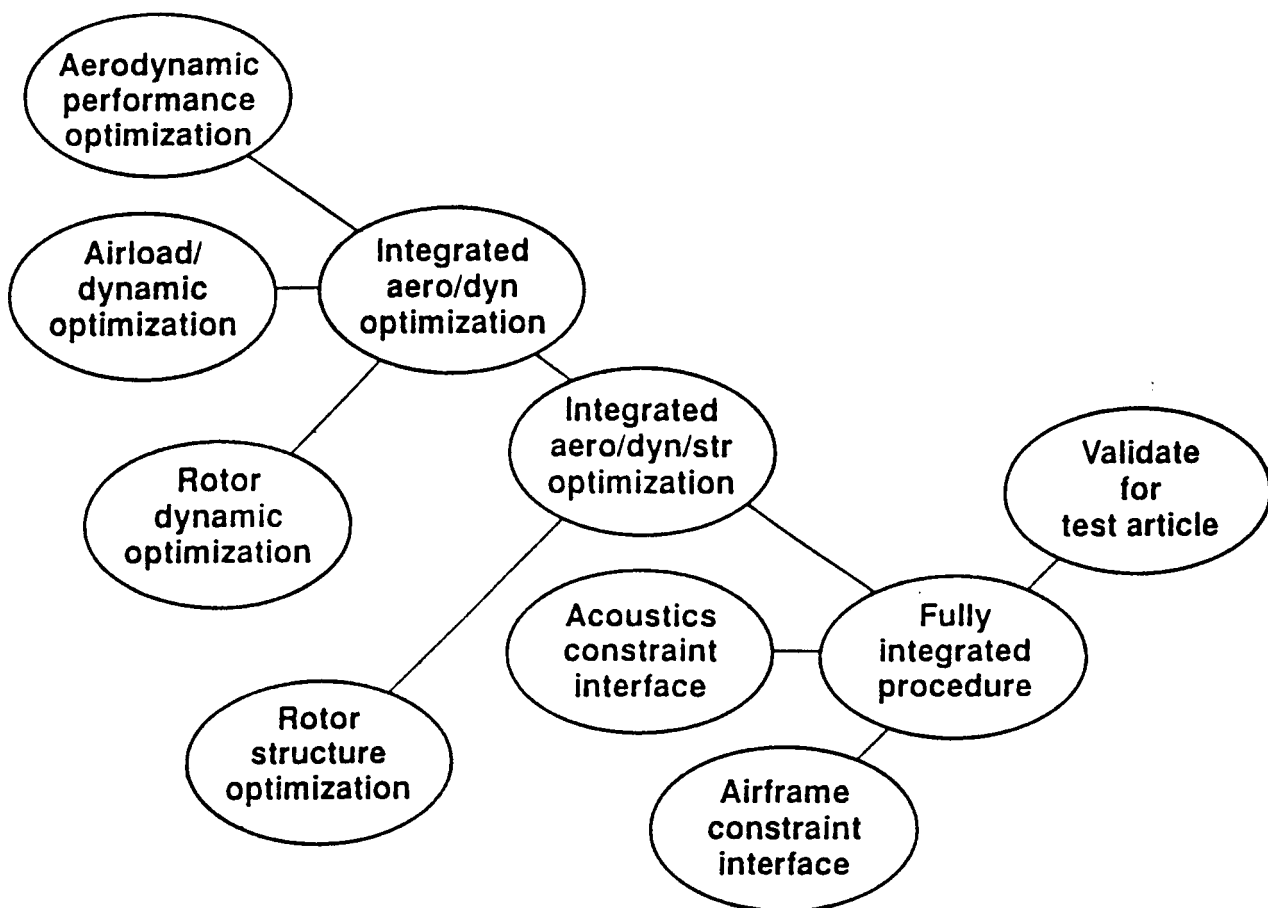 Aerodynamic
performance
optimization
Airload/
dynamic
optimization
Integrated
aero/dyn
optimization
Rotor
dynamic
optimization
Integrated
aero/dyn/str
optimization
Validate
for
test article
Rotor
structure
optimization
Acoustics
constraint
interface
Fully
integrated
procedure
Airframe
constraint
interface